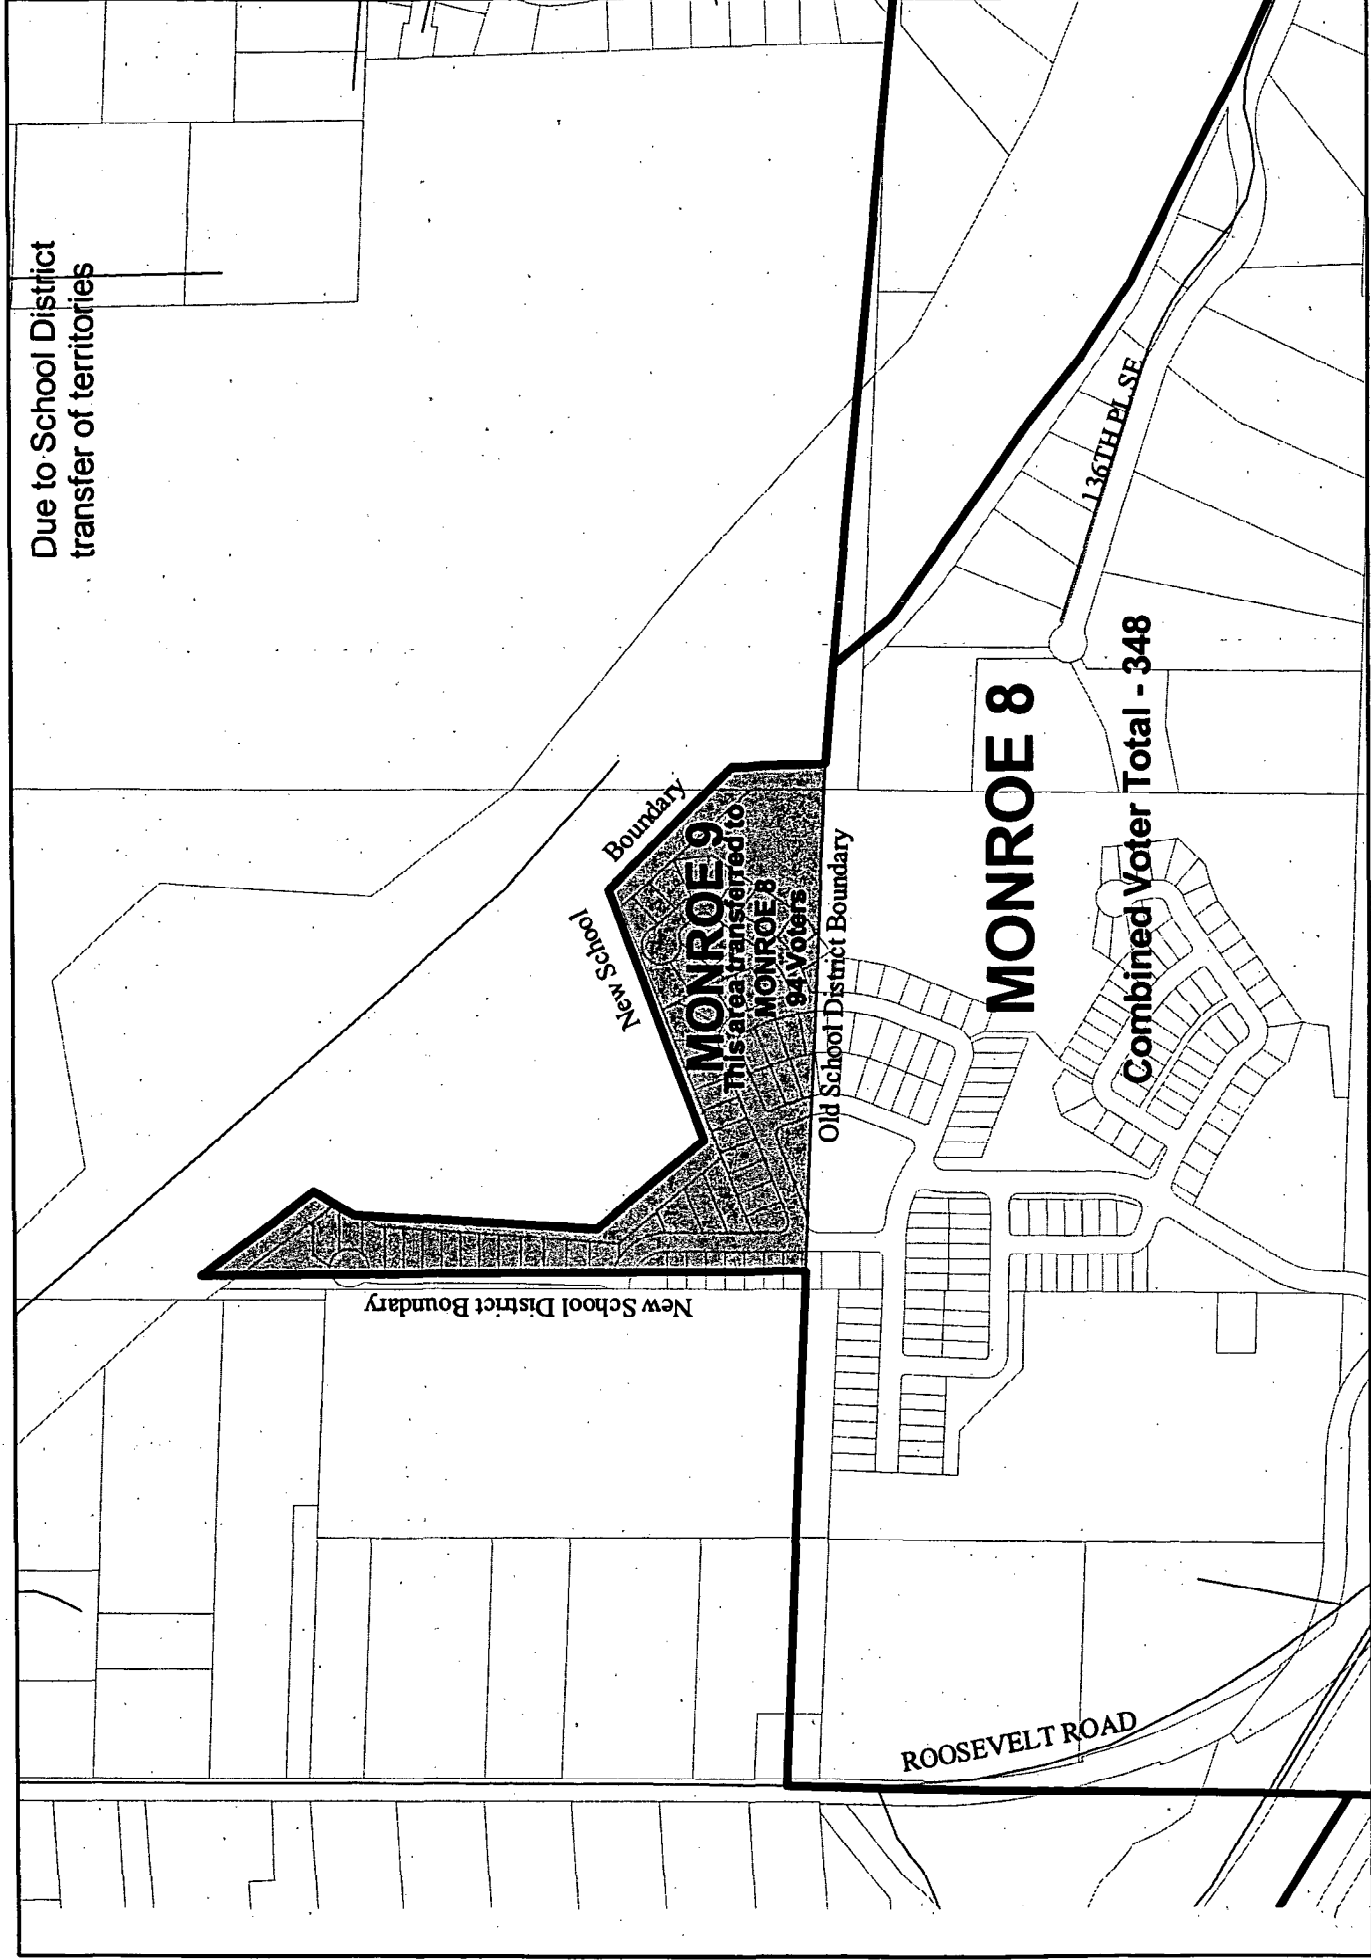 Due to School District
transfer of territories
New School District Boundary
New School
Boundary
MONROE 9
This area transferred to
MONROE 8
94 Voters
Old School District Boundary
MONROE 8
Combined Voter Total - 348
136TH PL SE
ROOSEVELT ROAD